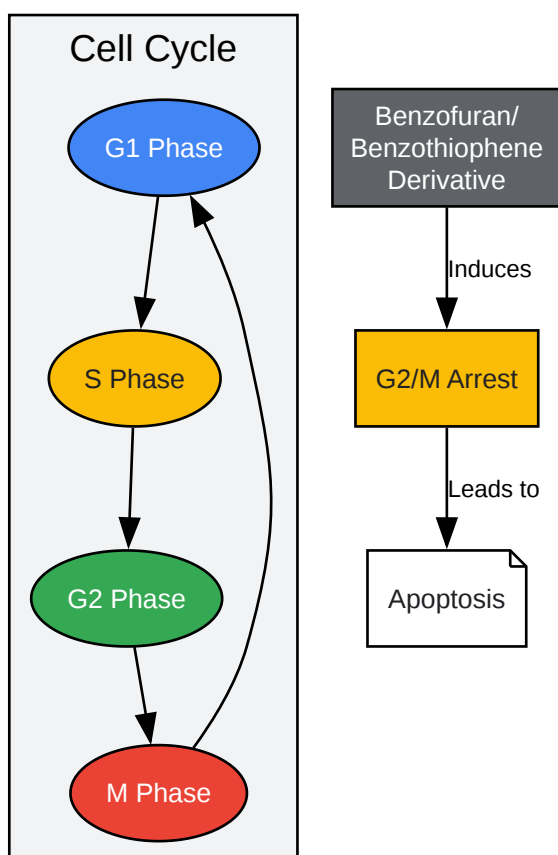 Cell Cycle
G1 Phase
S Phase
G2 Phase
M Phase
Benzofuran/
Benzothiophene
Derivative
Induces
G2/M Arrest
Leads to
Apoptosis